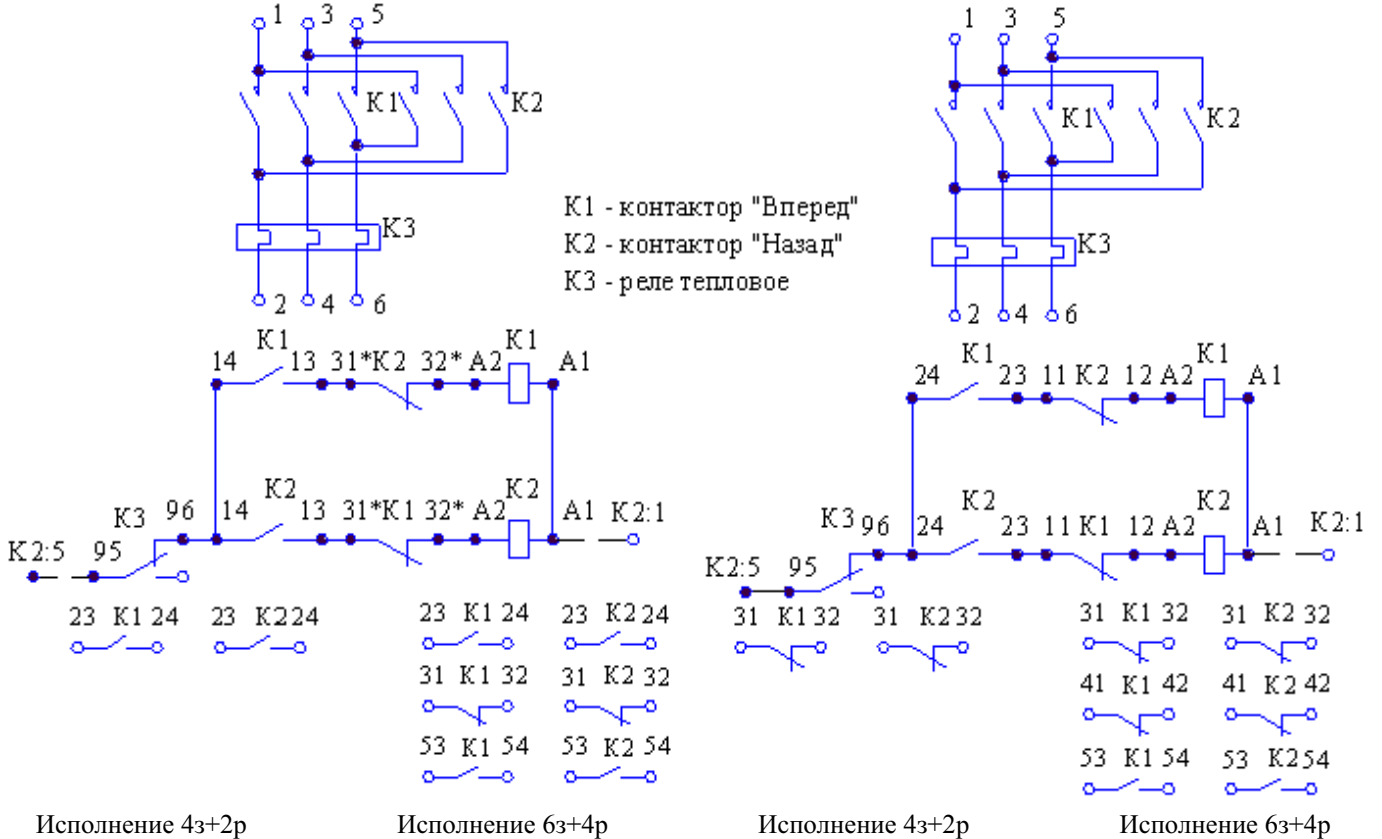 1 3 5 1 3 5
К1 К2 К1 К2
К1 - контактор "Вперед"
К2 - контактор "Назад"
К3 - реле тепловое
К3 К3
2 4 6 2 4 6
К1 К1 К1 К1
14 13 31*К2 32* А2 А1 24 23 11 К2 12 А2 А1
К2 К2 К2 К2
К3 96 14 13 31*К1 32* А2 А1 К2:1 К3 96 24 23 11 К1 12 А2 А1 К2:1
К2:5 95 К2:5 95
23 К1 24 23 К2 24 23 К1 24 23 К2 24 31 К1 32 31 К2 32 31 К1 32 31 К2 32
31 К1 32 31 К2 32 41 К1 42 41 К2 42
53 К1 54 53 К2 54 53 К1 54 53 К2 54
Исполнение 4з+2р Исполнение 6з+4р Исполнение 4з+2р Исполнение 6з+4р